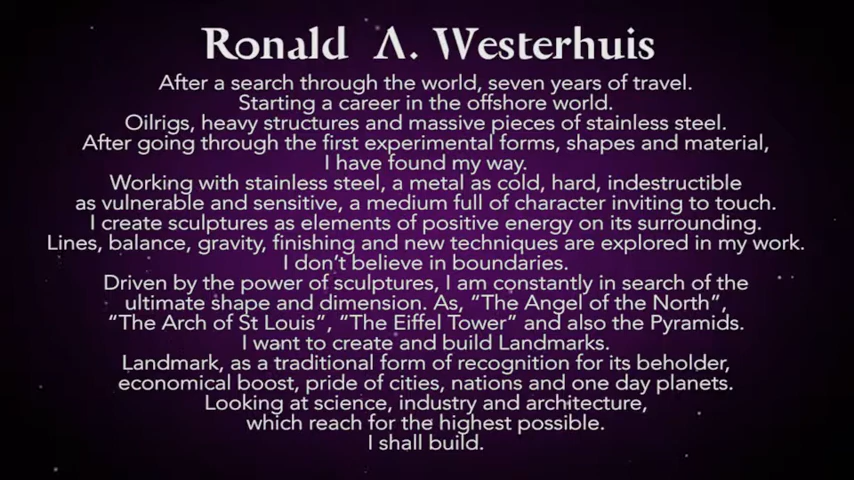 Ronald A. Westerhuis
After a search through the world, seven years of travel.
Starting a career in the offshore world.
Oilrigs, heavy structures and massive pieces of stainless steel.
After going through the first experimental forms, shapes and material,
I have found my way.
Working with stainless steel, a metal as cold, hard, indestructible
as vulnerable and sensitive, a medium full of character inviting to touch.
I create sculptures as elements of positive energy on its surrounding.
Lines, balance, gravity, finishing and new techniques are explored in my work.
I don't believe in boundaries.
Driven by the power of sculptures, I am constantly in search of the
ultimate shape and dimension. As, “The Angel of the North”,
“The Arch of St Louis”, “The Eiffel Tower” and also the Pyramids.
I want to create and build Landmarks.
Landmark, as a traditional form of recognition for its beholder,
economical boost, pride of cities, nations and one day planets.
Looking at science, industry and architecture,
which reach for the highest possible.
I shall build.